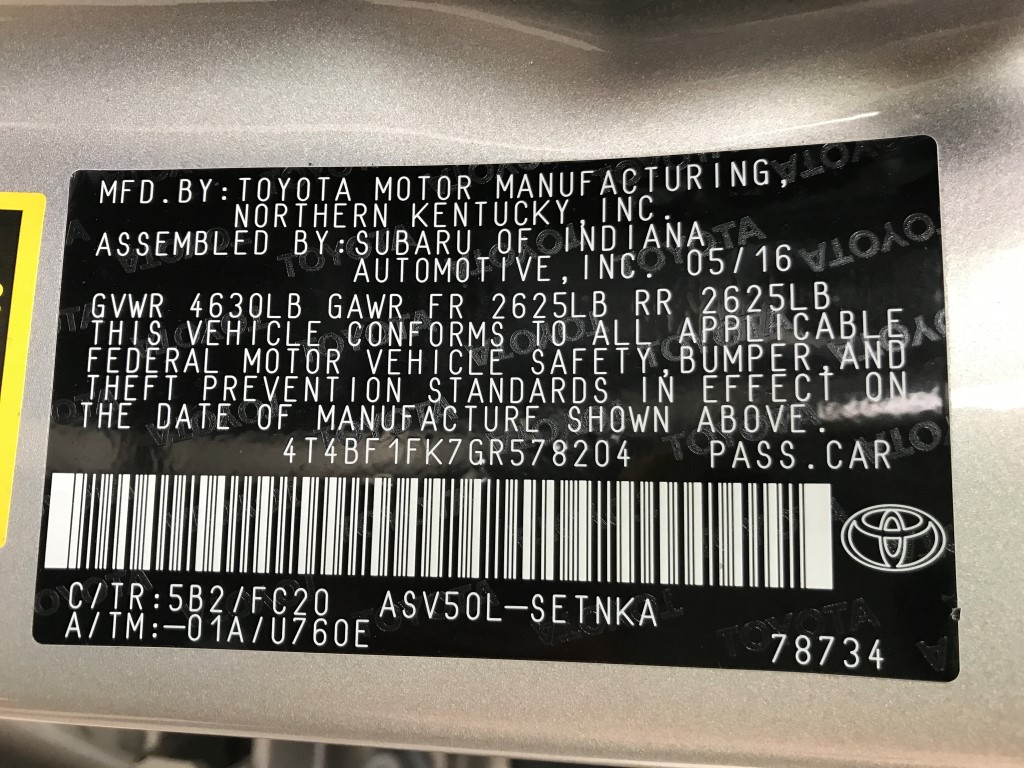 MFD.BY:TOYOTA MOTOR MANUFACTURING,
NORTHERN KENTUCKY,INC.
ASSEMBLED BY:SUBARU OF INDIANA
AUTOMOTIVE,INC. 05/16
GVWR 4630LB GAWR FR 2625LB RR 2625LB
THIS VEHICLE CONFORMS TO ALL APPLICABLE
FEDERAL MOTOR VEHICLE SAFETY,BUMPER,AND
THEFT PREVENTION STANDARDS IN EFFECT ON
THE DATE OF MANUFACTURE SHOWN ABOVE.
4T4BF1FK7GR578204 PASS.CAR
C/TR:5B2/FC20 ASV50L-SETNKA
A/TM:-01A/U760E
78734